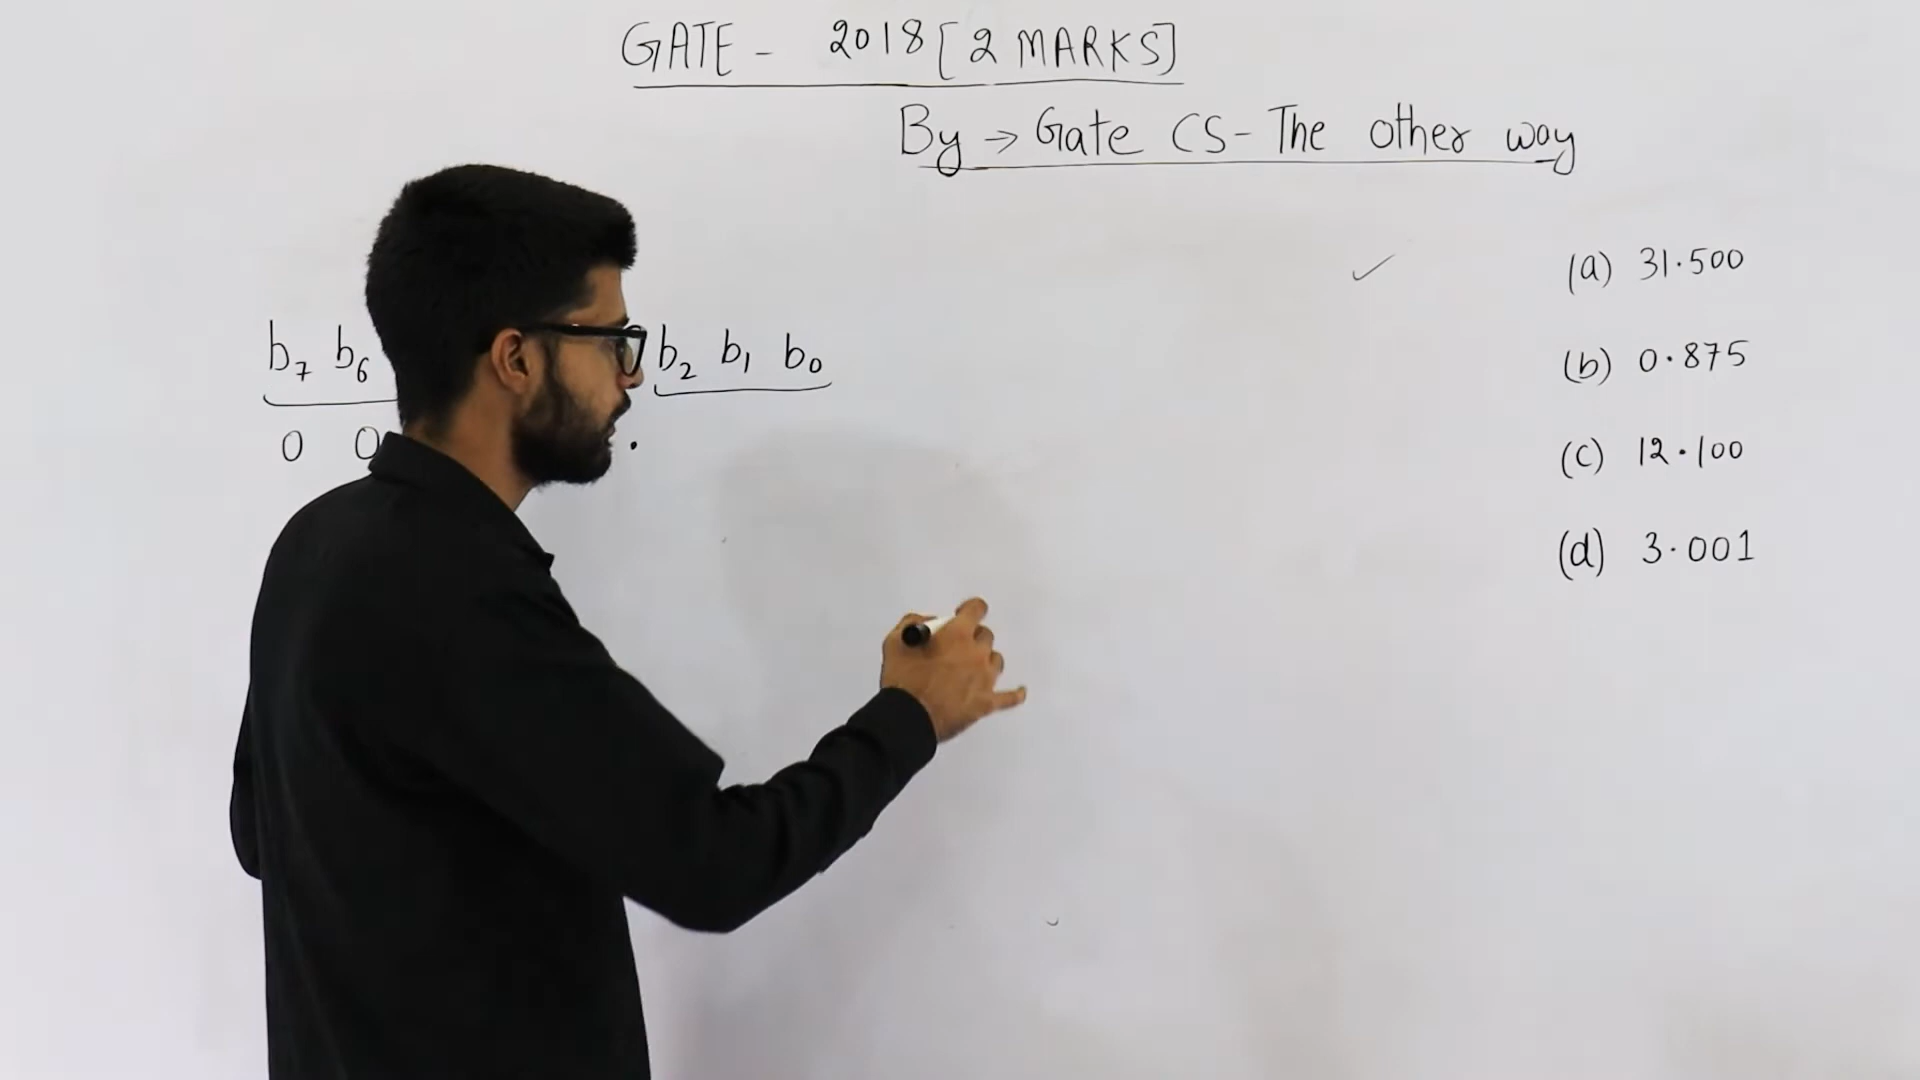 GATE - 2018 [2 MARKS]
By → Gate CS - The other way
(a) 31.500
b7 b6 b2 b1 b0
(b) 0.875
0 0 .
(c) 12.100
(d) 3.001